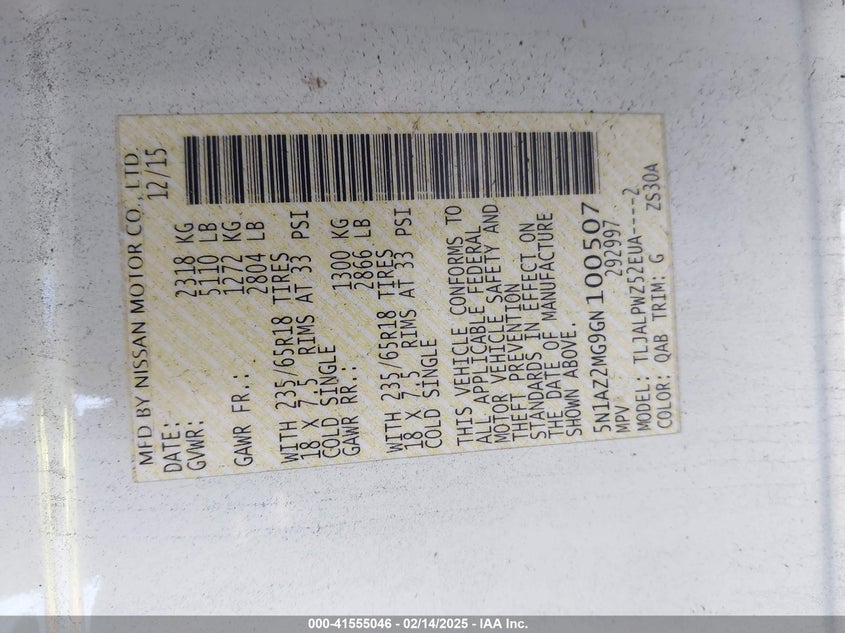 MFD BY NISSAN MOTOR CO., LTD.
DATE: 12/15
GVWR: 2318 KG
5110 LB
GAWR FR.: 1272 KG
2804 LB
WITH 235/65R18 TIRES
18 X 7.5 RIMS AT 33 PSI
COLD SINGLE
GAWR RR.: 1300 KG
2866 LB
WITH 235/65R18 TIRES
18 X 7.5 RIMS AT 33 PSI
COLD SINGLE
THIS VEHICLE CONFORMS TO
ALL APPLICABLE FEDERAL
MOTOR VEHICLE SAFETY AND
THEFT PREVENTION
STANDARDS IN EFFECT ON
THE DATE OF MANUFACTURE
SHOWN ABOVE.
5N1AZ2MG9GN100507
MPV 292997
MODEL: TLJALPWZ52EUA----2
COLOR: QAB TRIM: G ZS30A
000-41555046 - 02/14/2025 - IAA Inc.